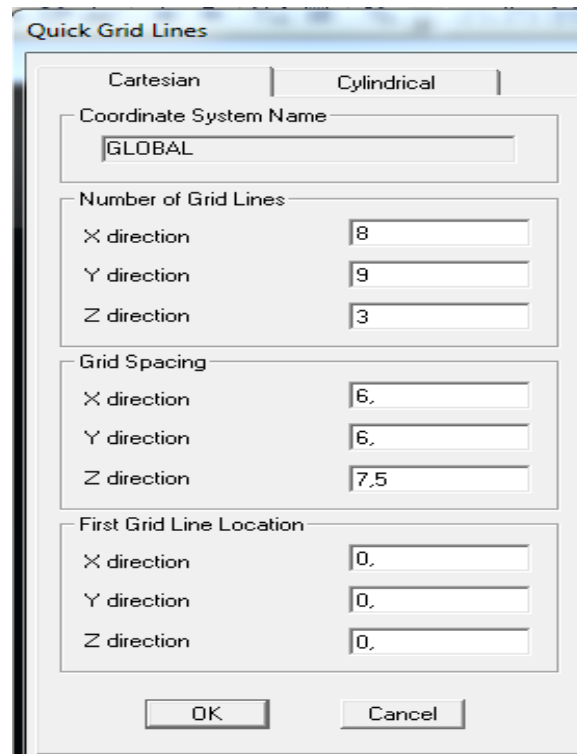 Quick Grid Lines
Cartesian
Cylindrical
Coordinate System Name
GLOBAL
Number of Grid Lines
X direction 8
Y direction 9
Z direction 3
Grid Spacing
X direction 6,
Y direction 6,
Z direction 7,5
First Grid Line Location
X direction 0,
Y direction 0,
Z direction 0,
OK
Cancel